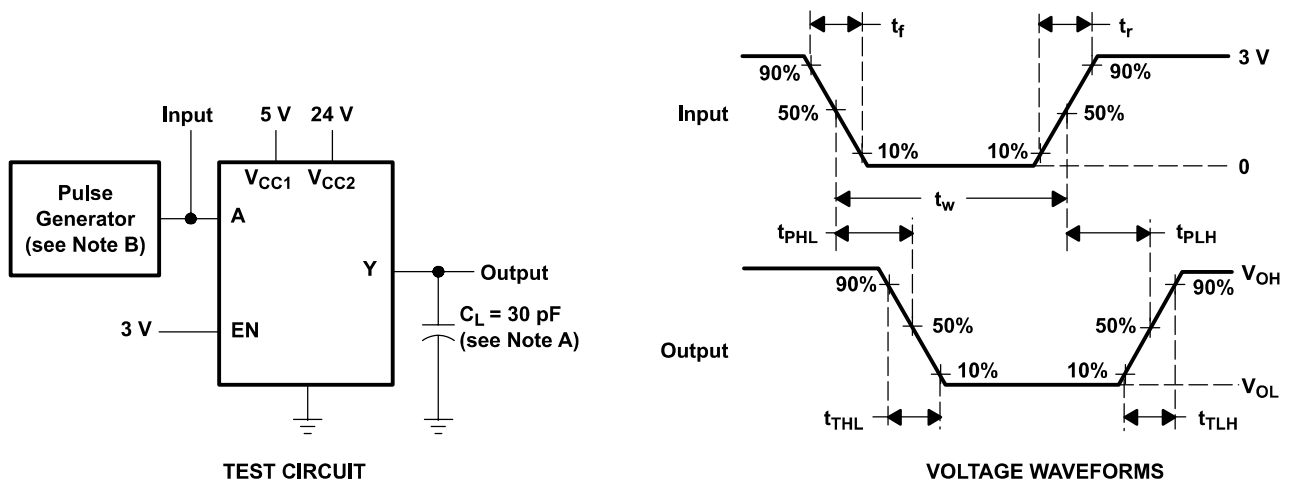 Input
5 V
24 V
VCC1
VCC2
Pulse
Generator
(see Note B)
A
Y
Output
3 V
EN
CL = 30 pF
(see Note A)
TEST CIRCUIT
tf
tr
3 V
90%
90%
Input
50%
50%
10%
10%
0
tw
tPHL
tPLH
VOH
90%
90%
50%
50%
Output
10%
10%
VOL
tTHL
tTLH
VOLTAGE WAVEFORMS